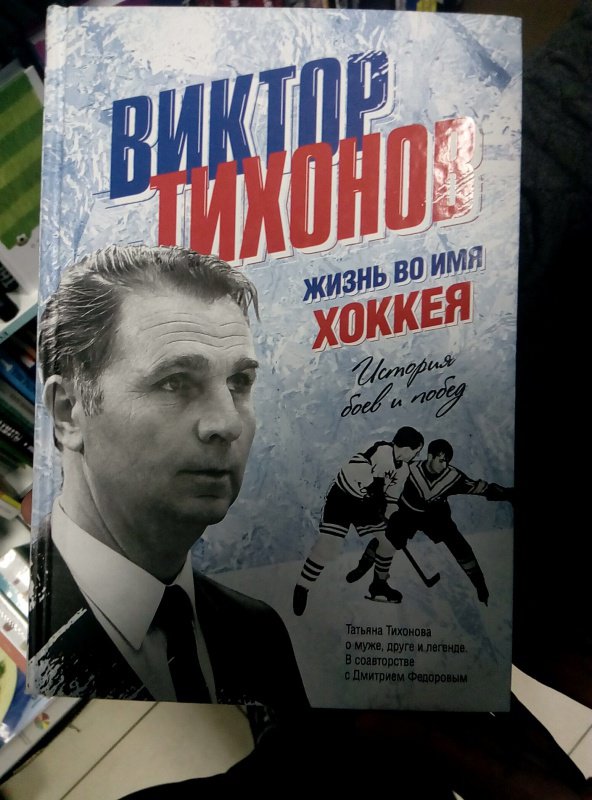 ВИКТОР
ТИХОНОВ
ЖИЗНЬ ВО ИМЯ
ХОККЕЯ
История
боев и побед
Татьяна Тихонова
о муже, друге и легенде.
В соавторстве
с Дмитрием Федоровым